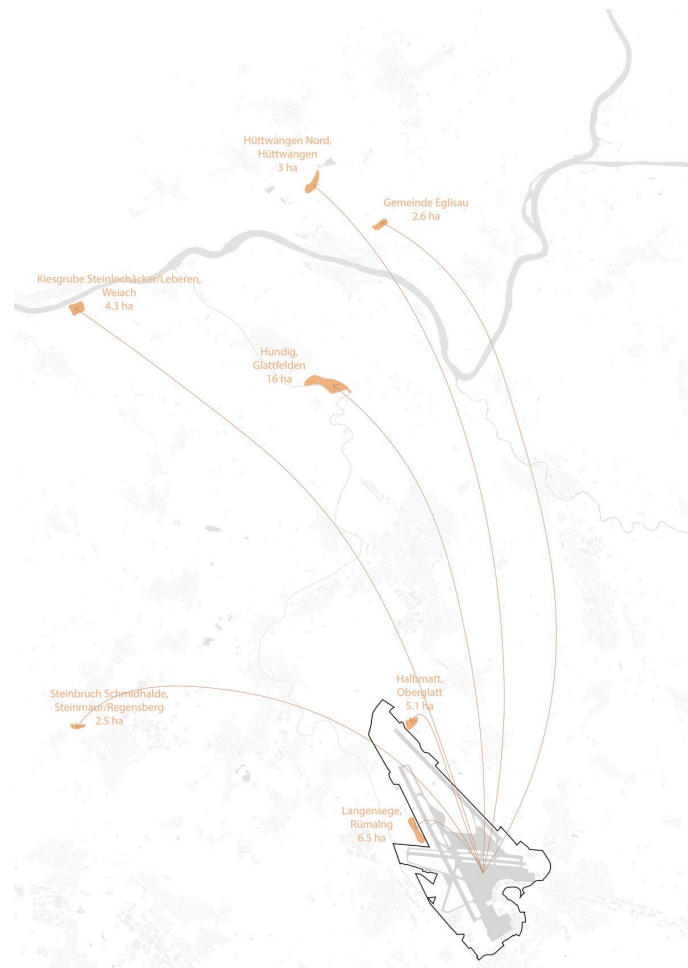 Hüttwangen Nord,
Hüttwangen
3 ha
Gemeinde Eglisau
2.6 ha
Kiesgrube Steinlochäcker/Leberen,
Weiach
4.3 ha
Hundig,
Glattfelden
16 ha
Steinbruch Schmidhalde,
Steinmaur/Regensberg
2.5 ha
Halbmatt,
Oberglatt
5.1 ha
Langensege,
Rümalng
6.5 ha